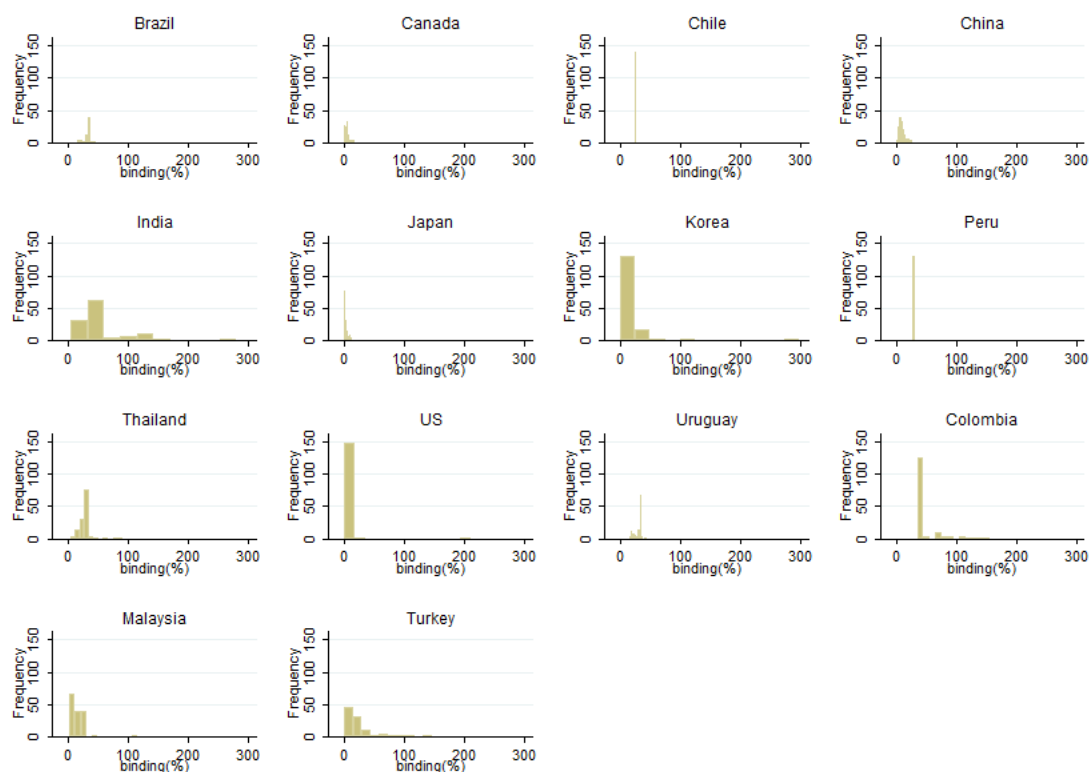 Brazil
Frequency
0 50 100 150
0 100 200 300
binding(%)
Canada
Frequency
0 50 100 150
0 100 200 300
binding(%)
Chile
Frequency
0 50 100 150
0 100 200 300
binding(%)
China
Frequency
0 50 100 150
0 100 200 300
binding(%)
India
Frequency
0 50 100 150
0 100 200 300
binding(%)
Japan
Frequency
0 50 100 150
0 100 200 300
binding(%)
Korea
Frequency
0 50 100 150
0 100 200 300
binding(%)
Peru
Frequency
0 50 100 150
0 100 200 300
binding(%)
Thailand
Frequency
0 50 100 150
0 100 200 300
binding(%)
US
Frequency
0 50 100 150
0 100 200 300
binding(%)
Uruguay
Frequency
0 50 100 150
0 100 200 300
binding(%)
Colombia
Frequency
0 50 100 150
0 100 200 300
binding(%)
Malaysia
Frequency
0 50 100 150
0 100 200 300
binding(%)
Turkey
Frequency
0 50 100 150
0 100 200 300
binding(%)